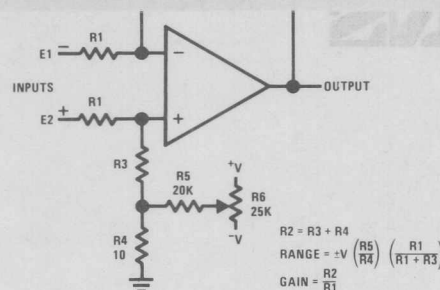 E1 − R1 −
INPUTS
OUTPUT
E2 + R1 +
R3
R5
20K
+V
R6
25K
−V
R4
10
R2 = R3 + R4
RANGE = ±V (R5/R4) (R1/R1 + R3)
GAIN = R2/R1